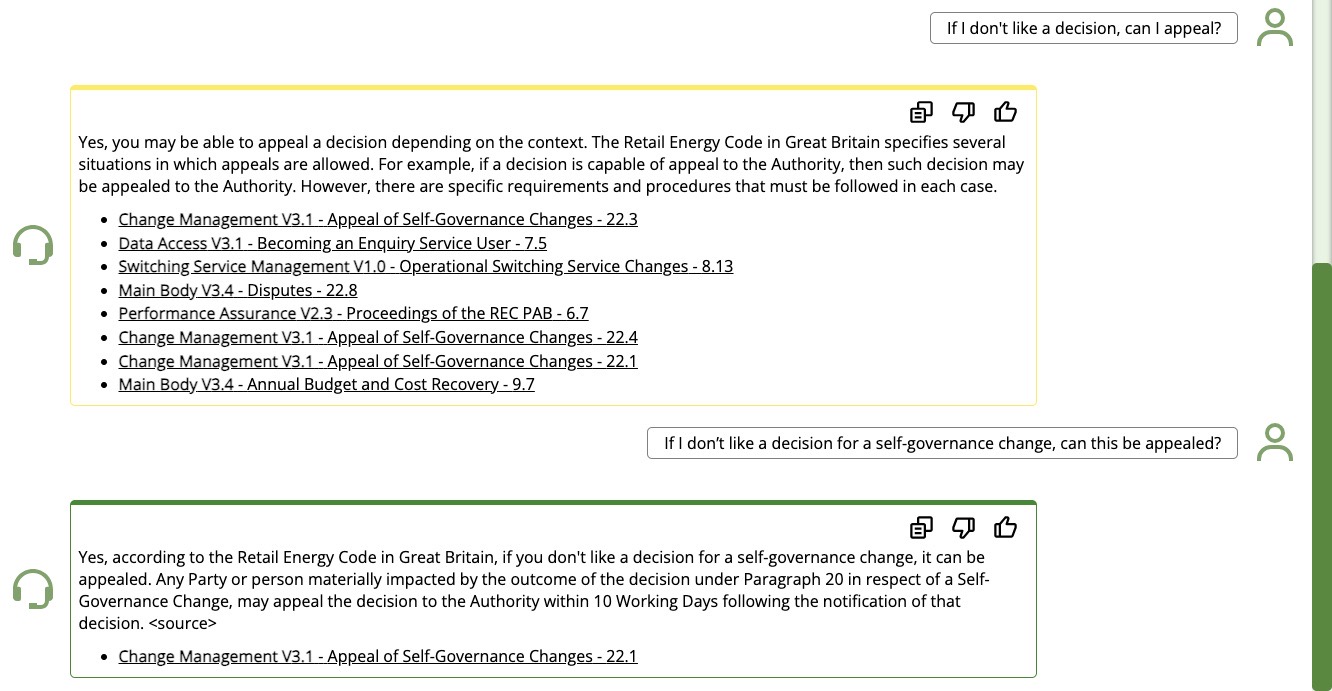 If I don't like a decision, can I appeal?
Yes, you may be able to appeal a decision depending on the context. The Retail Energy Code in Great Britain specifies several
situations in which appeals are allowed. For example, if a decision is capable of appeal to the Authority, then such decision may
be appealed to the Authority. However, there are specific requirements and procedures that must be followed in each case.
• Change Management V3.1 - Appeal of Self-Governance Changes - 22.3
• Data Access V3.1 - Becoming an Enquiry Service User - 7.5
• Switching Service Management V1.0 - Operational Switching Service Changes - 8.13
• Main Body V3.4 - Disputes - 22.8
• Performance Assurance V2.3 - Proceedings of the REC PAB - 6.7
• Change Management V3.1 - Appeal of Self-Governance Changes - 22.4
• Change Management V3.1 - Appeal of Self-Governance Changes - 22.1
• Main Body V3.4 - Annual Budget and Cost Recovery - 9.7
If I don’t like a decision for a self-governance change, can this be appealed?
Yes, according to the Retail Energy Code in Great Britain, if you don't like a decision for a self-governance change, it can be
appealed. Any Party or person materially impacted by the outcome of the decision under Paragraph 20 in respect of a Self-
Governance Change, may appeal the decision to the Authority within 10 Working Days following the notification of that
decision. <source>
• Change Management V3.1 - Appeal of Self-Governance Changes - 22.1